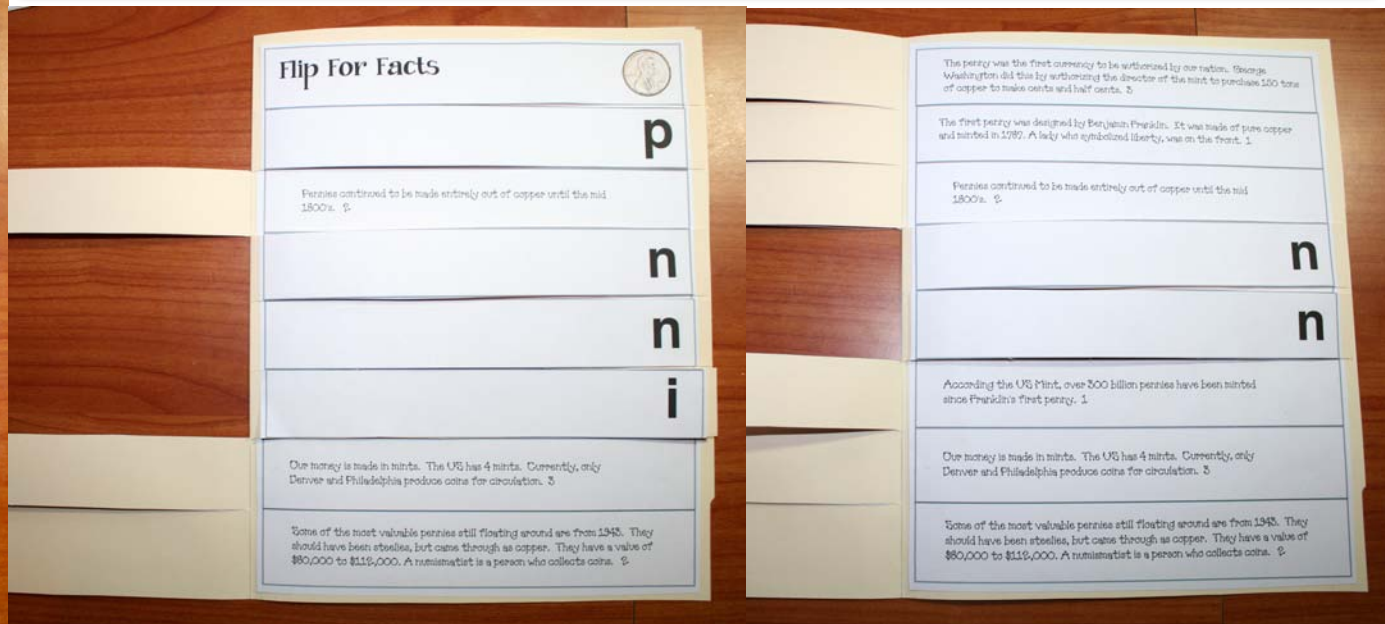 Flip For Facts
p
Pennies continued to be made entirely out of copper until the mid
1800's. 2
n
n
i
Our money is made in mints. The US has 4 mints. Currently, only
Denver and Philadelphia produce coins for circulation. 3
Some of the most valuable pennies still floating around are from 1943. They
should have been steelies, but came through as copper. They have a value of
$80,000 to $112,000. A numismatist is a person who collects coins. 2
The penny was the first currency to be authorized by our nation. George
Washington did this by authorizing the director of the mint to purchase 150 tons
of copper to make cents and half cents. 3
The first penny was designed by Benjamin Franklin. It was made of pure copper
and minted in 1787. A lady who symbolized liberty, was on the front. 1
Pennies continued to be made entirely out of copper until the mid
1800's. 2
n
n
According the US Mint, over 300 billion pennies have been minted
since Franklin's first penny. 1
Our money is made in mints. The US has 4 mints. Currently, only
Denver and Philadelphia produce coins for circulation. 3
Some of the most valuable pennies still floating around are from 1943. They
should have been steelies, but came through as copper. They have a value of
$80,000 to $112,000. A numismatist is a person who collects coins. 2